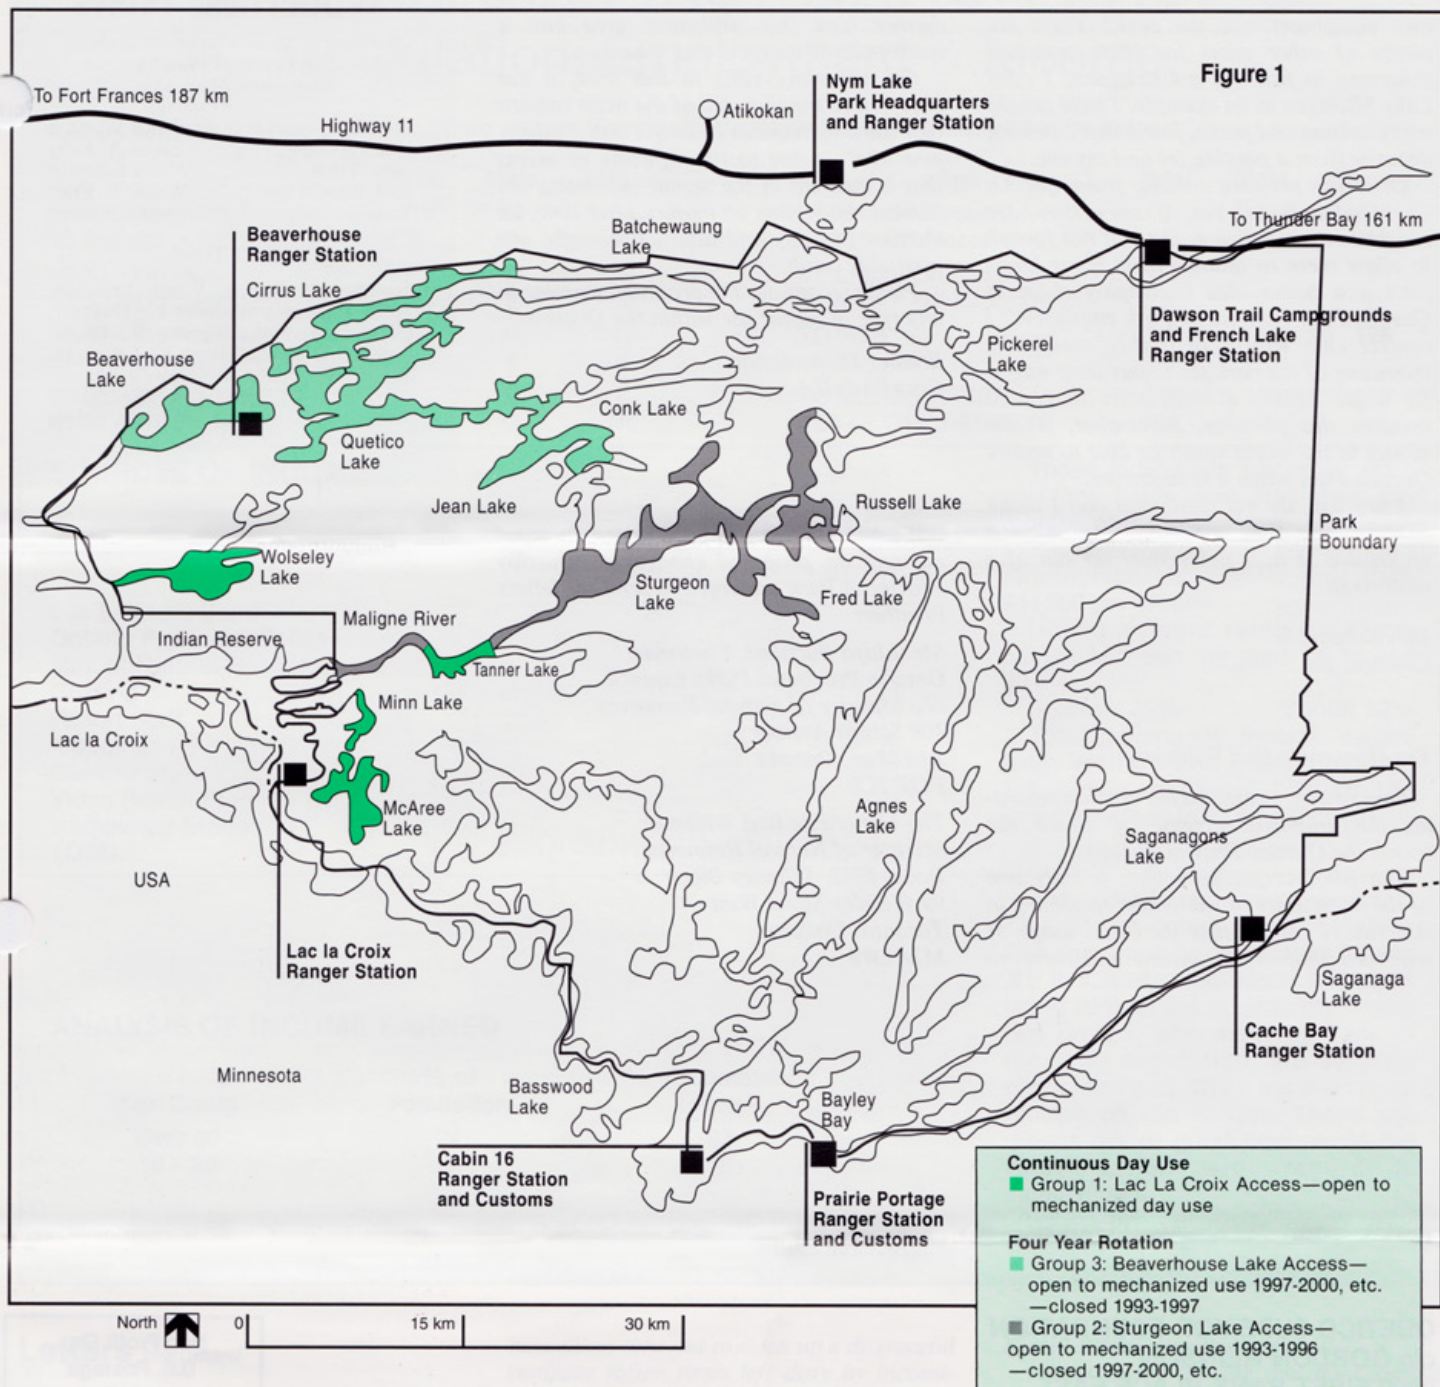 Figure 1
To Fort Frances 187 km
Highway 11
Atikokan
Nym Lake
Park Headquarters
and Ranger Station
To Thunder Bay 161 km
Beaverhouse
Ranger Station
Batchewaung
Lake
Cirrus Lake
Dawson Trail Campgrounds
and French Lake
Ranger Station
Beaverhouse
Lake
Pickerel
Lake
Conk Lake
Quetico
Lake
Jean Lake
Russell Lake
Park
Boundary
Wolseley
Lake
Sturgeon
Lake
Fred Lake
Maligne River
Indian Reserve
Tanner Lake
Minn Lake
Lac la Croix
McAree
Lake
Agnes
Lake
Saganagons
Lake
USA
Lac la Croix
Ranger Station
Saganaga
Lake
Cache Bay
Ranger Station
Minnesota
Basswood
Lake
Bayley
Bay
Cabin 16
Ranger Station
and Customs
Prairie Portage
Ranger Station
and Customs
Continuous Day Use
Group 1: Lac La Croix Access—open to
mechanized day use
Four Year Rotation
Group 3: Beaverhouse Lake Access—
open to mechanized use 1997-2000, etc.
—closed 1993-1997
Group 2: Sturgeon Lake Access—
open to mechanized use 1993-1996
—closed 1997-2000, etc.
North
0
15 km
30 km